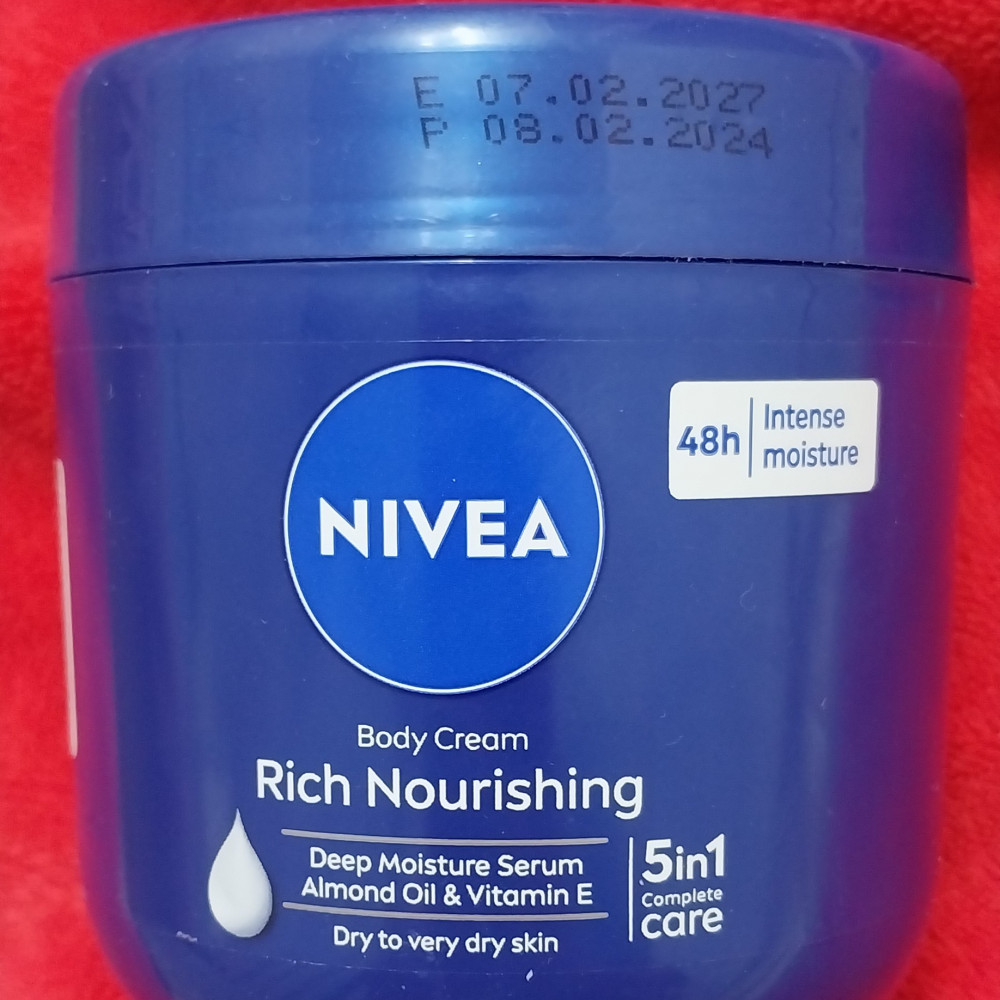 E 07.02.2027
P 08.02.2024
48h
Intense
moisture
NIVEA
Body Cream
Rich Nourishing
Deep Moisture Serum
Almond Oil & Vitamin E
Dry to very dry skin
5in1
Complete
care